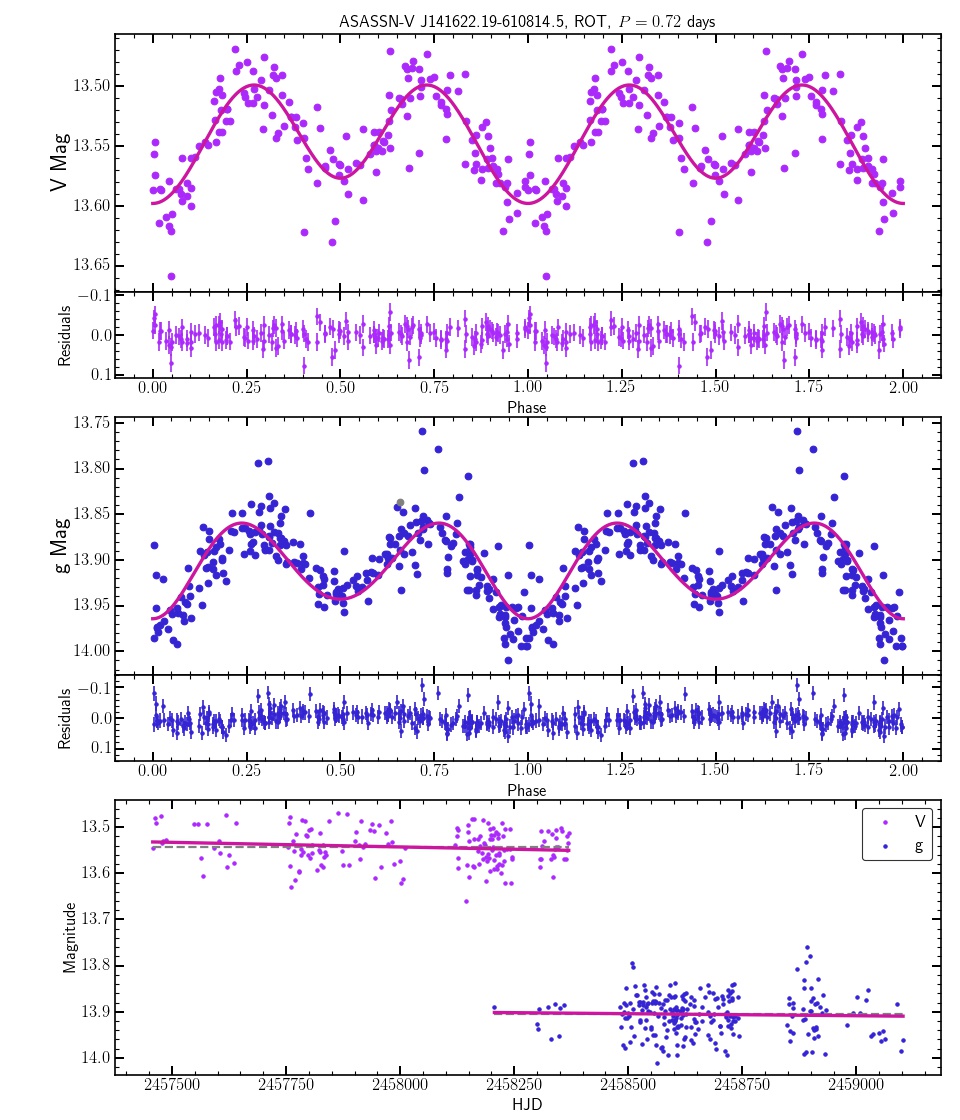 ASASSN-V J141622.19-610814.5, ROT, P = 0.72 days
13.50
13.55
13.60
13.65
V Mag
−0.1
0.0
0.1
Residuals
0.00 0.25 0.50 0.75 1.00 1.25 1.50 1.75 2.00
Phase
13.75
13.80
13.85
13.90
13.95
14.00
g Mag
−0.1
0.0
0.1
Residuals
0.00 0.25 0.50 0.75 1.00 1.25 1.50 1.75 2.00
Phase
V
g
13.5
13.6
13.7
13.8
13.9
14.0
Magnitude
2457500 2457750 2458000 2458250 2458500 2458750 2459000
HJD